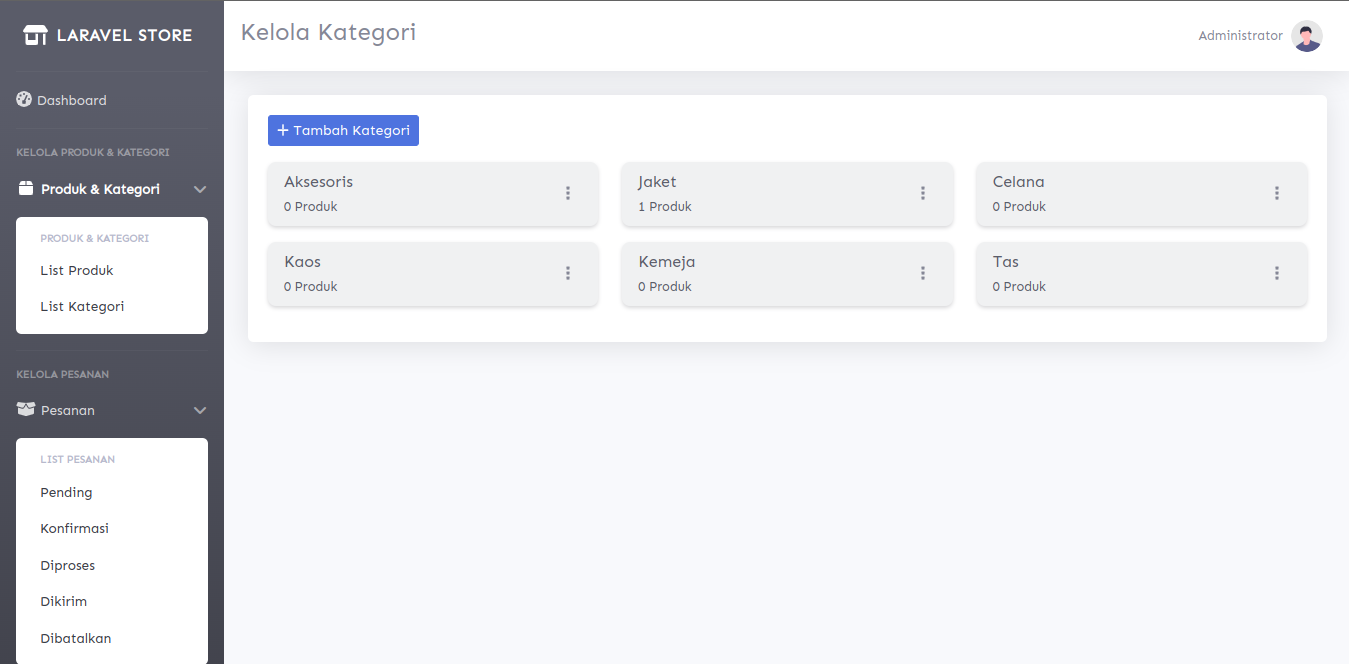 LARAVEL STORE
Dashboard
KELOLA PRODUK & KATEGORI
Produk & Kategori
PRODUK & KATEGORI
List Produk
List Kategori
KELOLA PESANAN
Pesanan
LIST PESANAN
Pending
Konfirmasi
Diproses
Dikirim
Dibatalkan
Kelola Kategori
Administrator
+ Tambah Kategori
Aksesoris
0 Produk
Jaket
1 Produk
Celana
0 Produk
Kaos
0 Produk
Kemeja
0 Produk
Tas
0 Produk